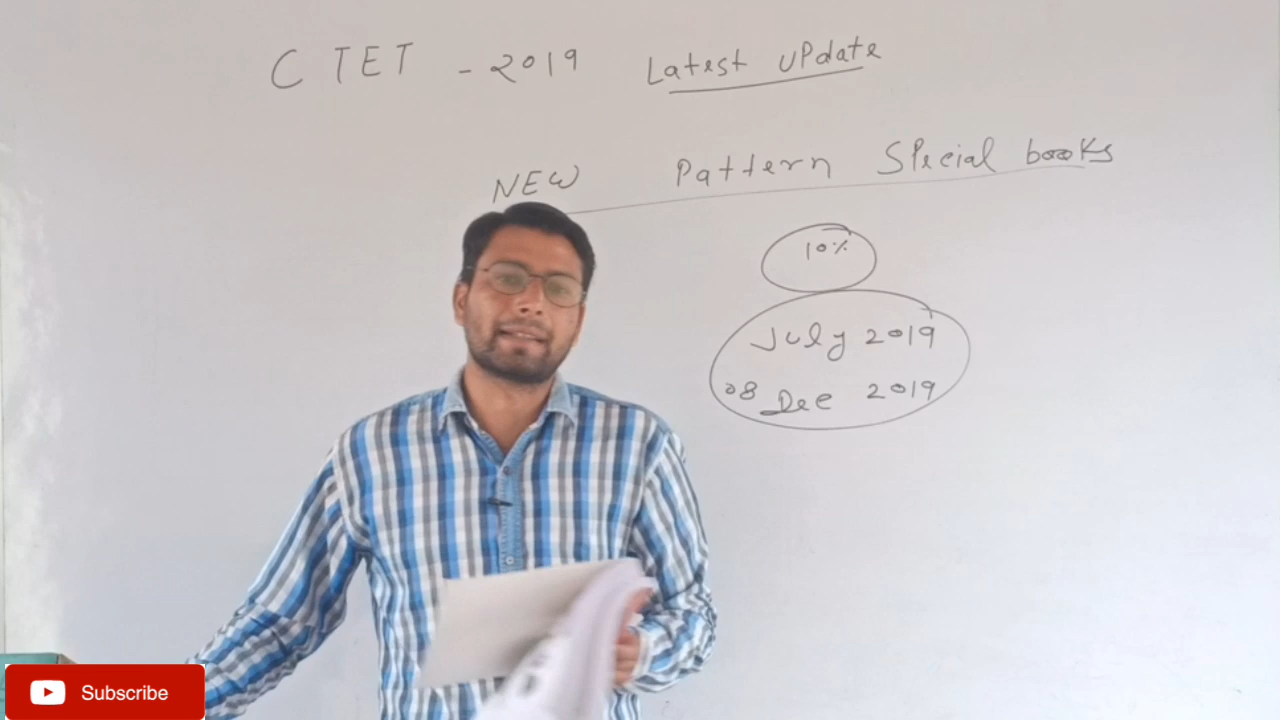 CTET - 2019 Latest UPdate
NEW Pattern Special books
10%
July 2019
08 Dec 2019
Subscribe